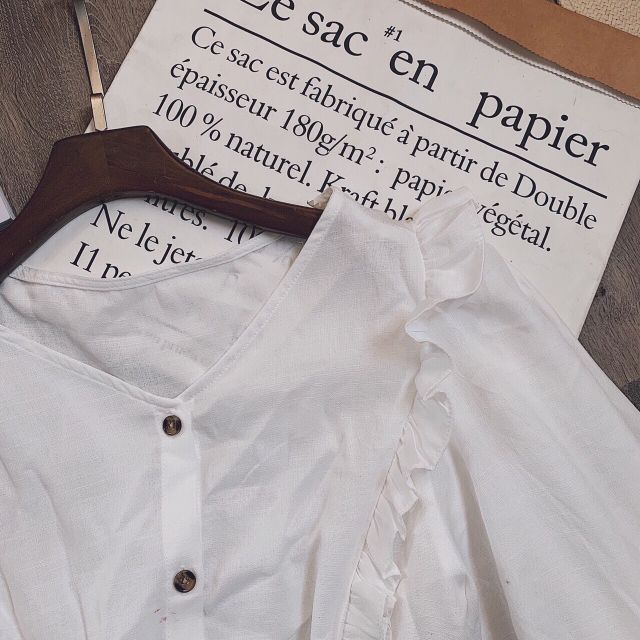 Le sac en papier
#1
Ce sac est fabriqué à partir de Double
épaisseur 180g/m²: papier végétal.
100 % naturel. Kraft
de
Ne le jet